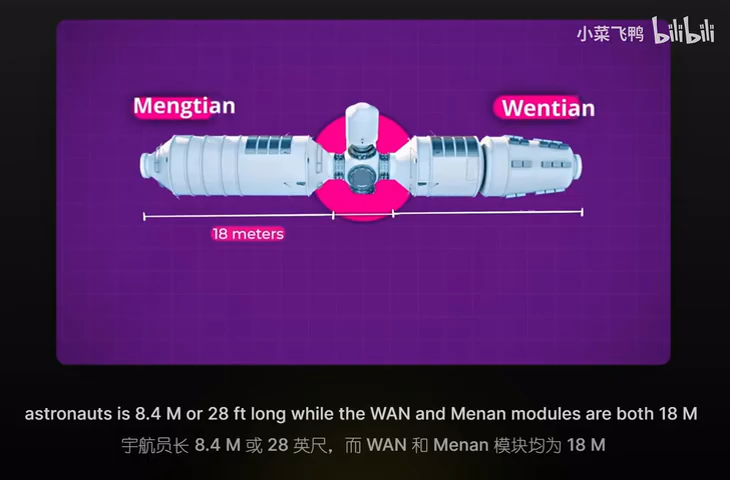 小菜飞鸭 bilibili
Mengtian
Wentian
18 meters
astronauts is 8.4 M or 28 ft long while the WAN and Menan modules are both 18 M
宇航员长 8.4 M 或 28 英尺，而 WAN 和 Menan 模块均为 18 M